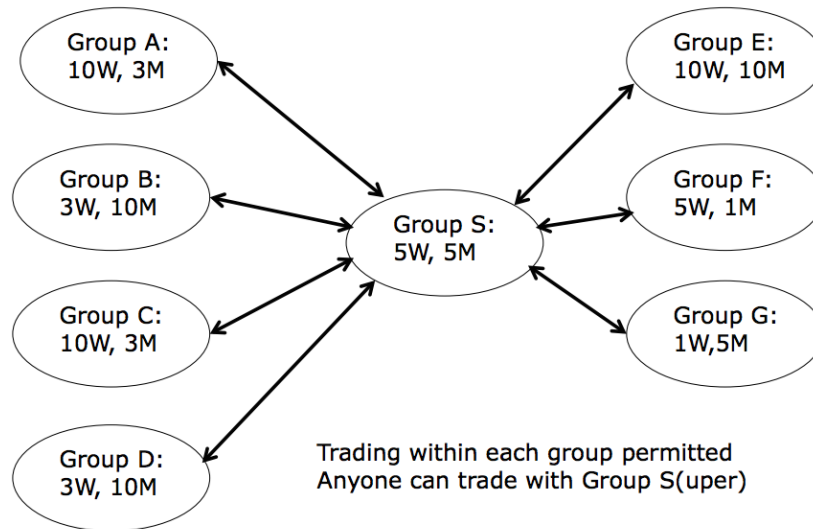 Group A:
10W, 3M
Group E:
10W, 10M
Group B:
3W, 10M
Group F:
5W, 1M
Group S:
5W, 5M
Group C:
10W, 3M
Group G:
1W,5M
Group D:
3W, 10M
Trading within each group permitted
Anyone can trade with Group S(uper)